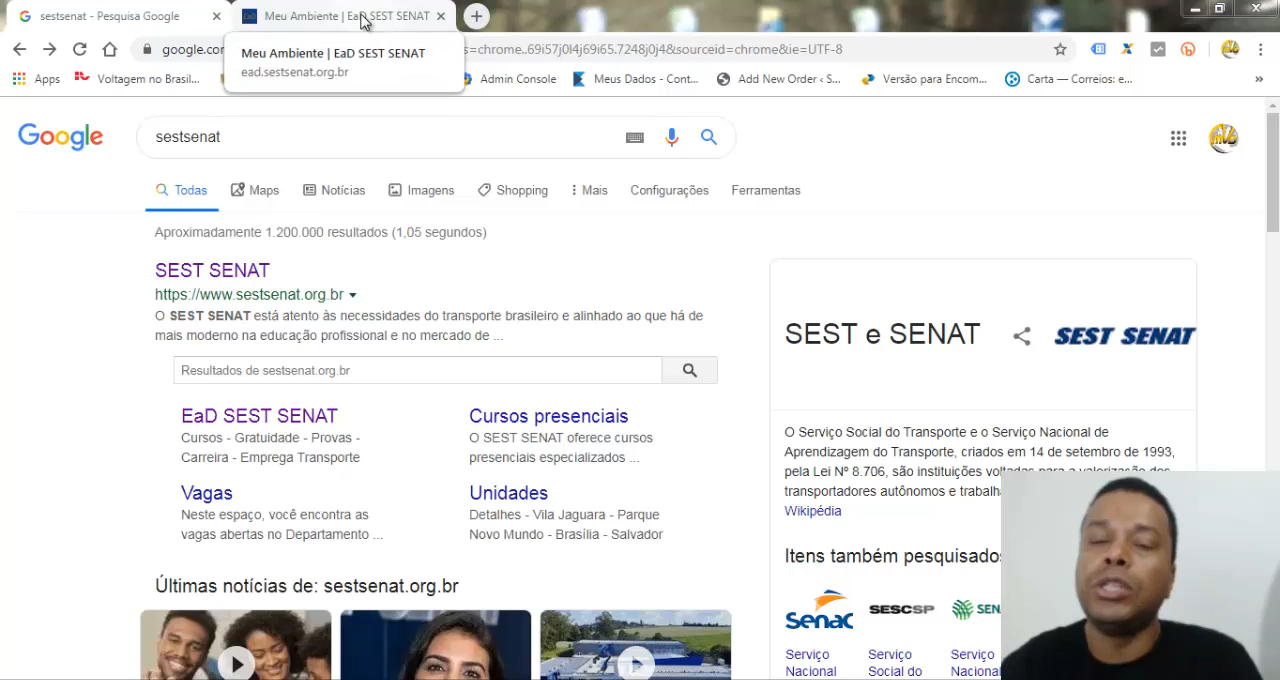 sestsenat - Pesquisa Google
Meu Ambiente | EaD SEST SENAT
Meu Ambiente | EaD SEST SENAT
ead.sestsenat.org.br
google.com
=chrome..69i57j0l4j69i65.7248j0j4&sourceid=chrome&ie=UTF-8
Apps
Voltagem no Brasil...
Admin Console
Meus Dados - Cont...
Add New Order ‹ S...
Versão para Encom...
Carta — Correios: e...
»
Google
sestsenat
Todas
Maps
Notícias
Imagens
Shopping
Mais
Configurações
Ferramentas
Aproximadamente 1.200.000 resultados (1,05 segundos)
SEST SENAT
https://www.sestsenat.org.br
O SEST SENAT está atento às necessidades do transporte brasileiro e alinhado ao que há de
mais moderno na educação profissional e no mercado de ...
Resultados de sestsenat.org.br
EaD SEST SENAT
Cursos - Gratuidade - Provas -
Carreira - Emprega Transporte
Cursos presenciais
O SEST SENAT oferece cursos
presenciais especializados ...
Vagas
Neste espaço, você encontra as
vagas abertas no Departamento ...
Unidades
Detalhes - Vila Jaguara - Parque
Novo Mundo - Brasília - Salvador
Últimas notícias de: sestsenat.org.br
SEST e SENAT
SEST SENAT
O Serviço Social do Transporte e o Serviço Nacional de
Aprendizagem do Transporte, criados em 14 de setembro de 1993,
pela Lei Nº 8.706, são instituições voltadas para a valorização dos
transportadores autônomos e trabalha
Wikipédia
Itens também pesquisados
Senac
SESCSP
SEN
Serviço
Nacional
Serviço
Social do
Serviço
Nacional